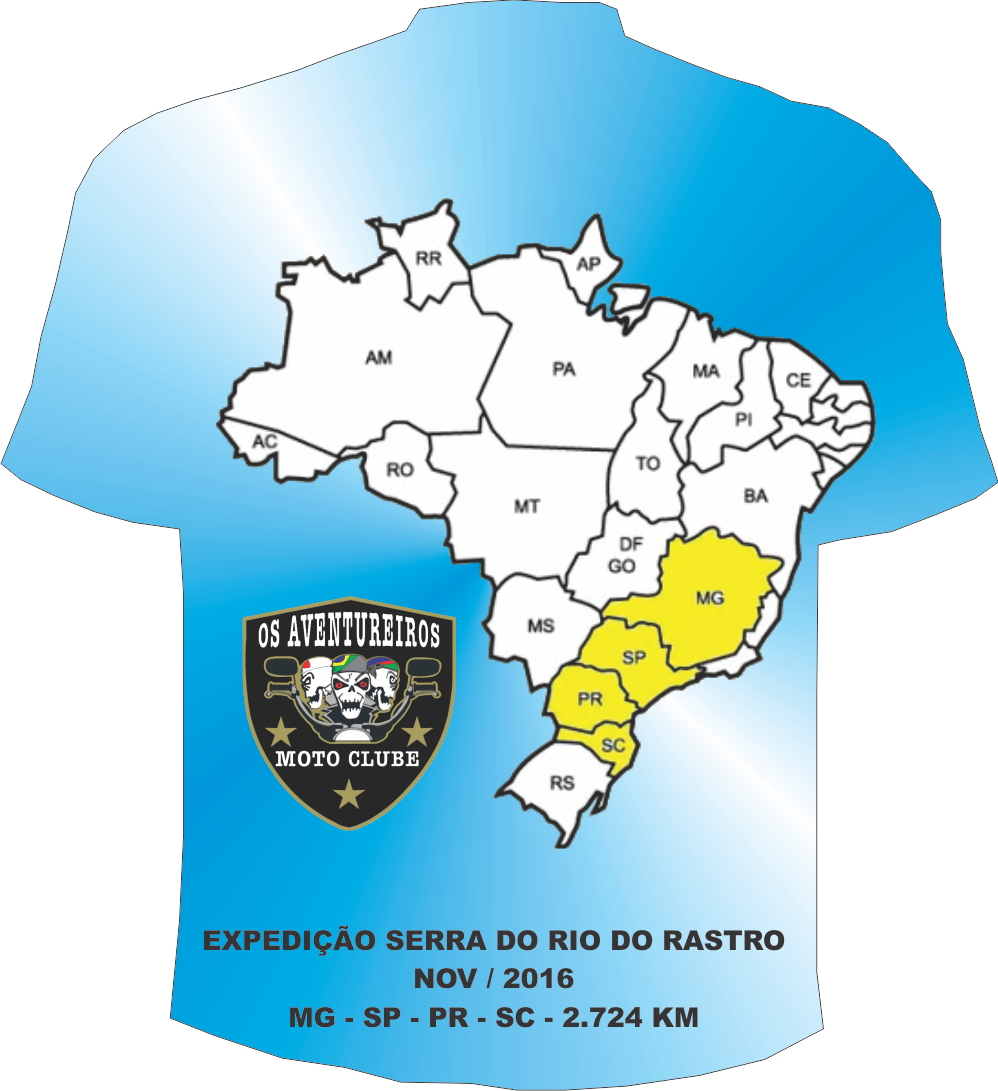 RR
AP
AM
PA
MA
CE
PI
AC
RO
TO
MT
BA
DF
GO
MG
MS
SP
PR
SC
RS
OS AVENTUREIROS
MOTO CLUBE
EXPEDIÇÃO SERRA DO RIO DO RASTRO
NOV / 2016
MG - SP - PR - SC - 2.724 KM